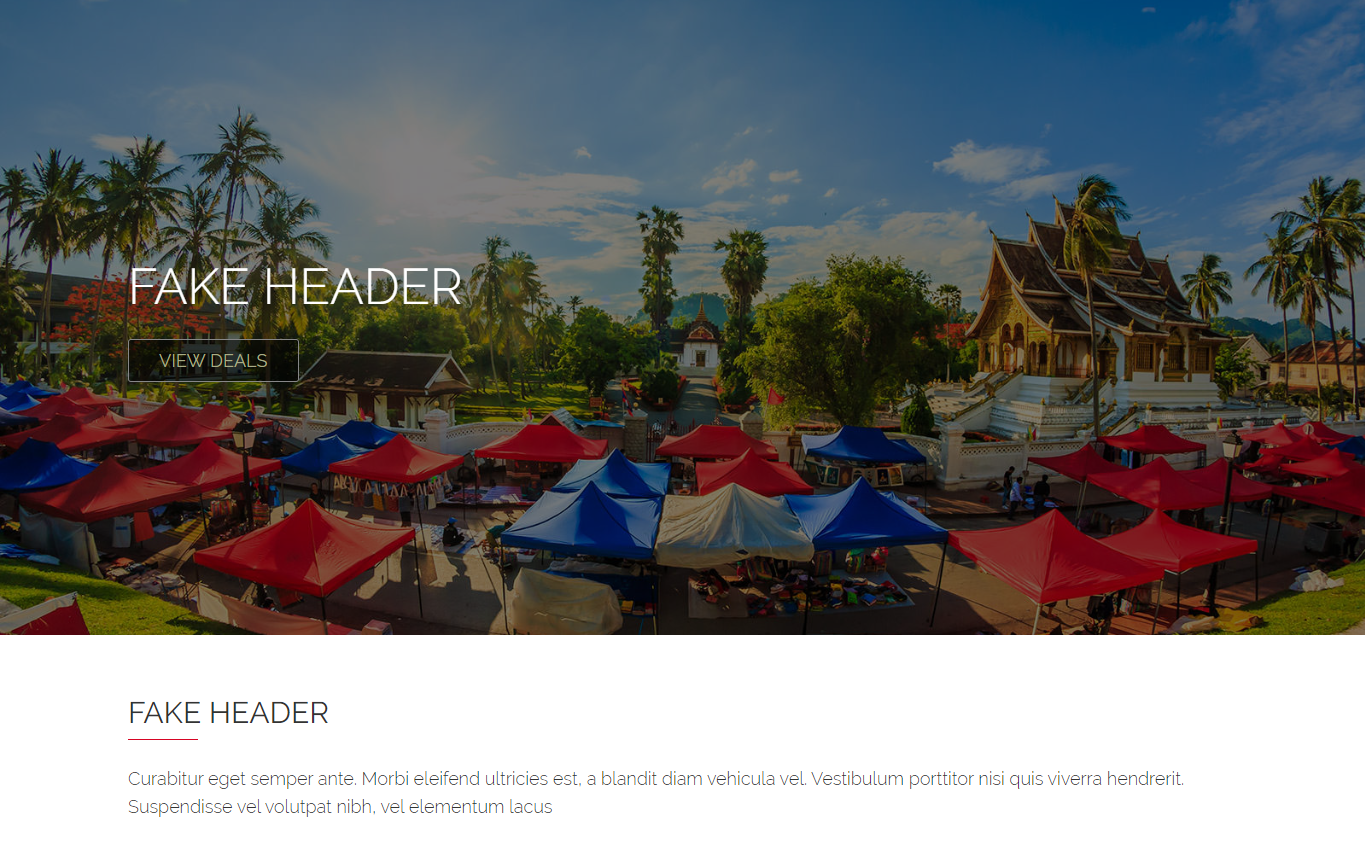 FAKE HEADER
VIEW DEALS
FAKE HEADER
Curabitur eget semper ante. Morbi eleifend ultricies est, a blandit diam vehicula vel. Vestibulum porttitor nisi quis viverra hendrerit.
Suspendisse vel volutpat nibh, vel elementum lacus